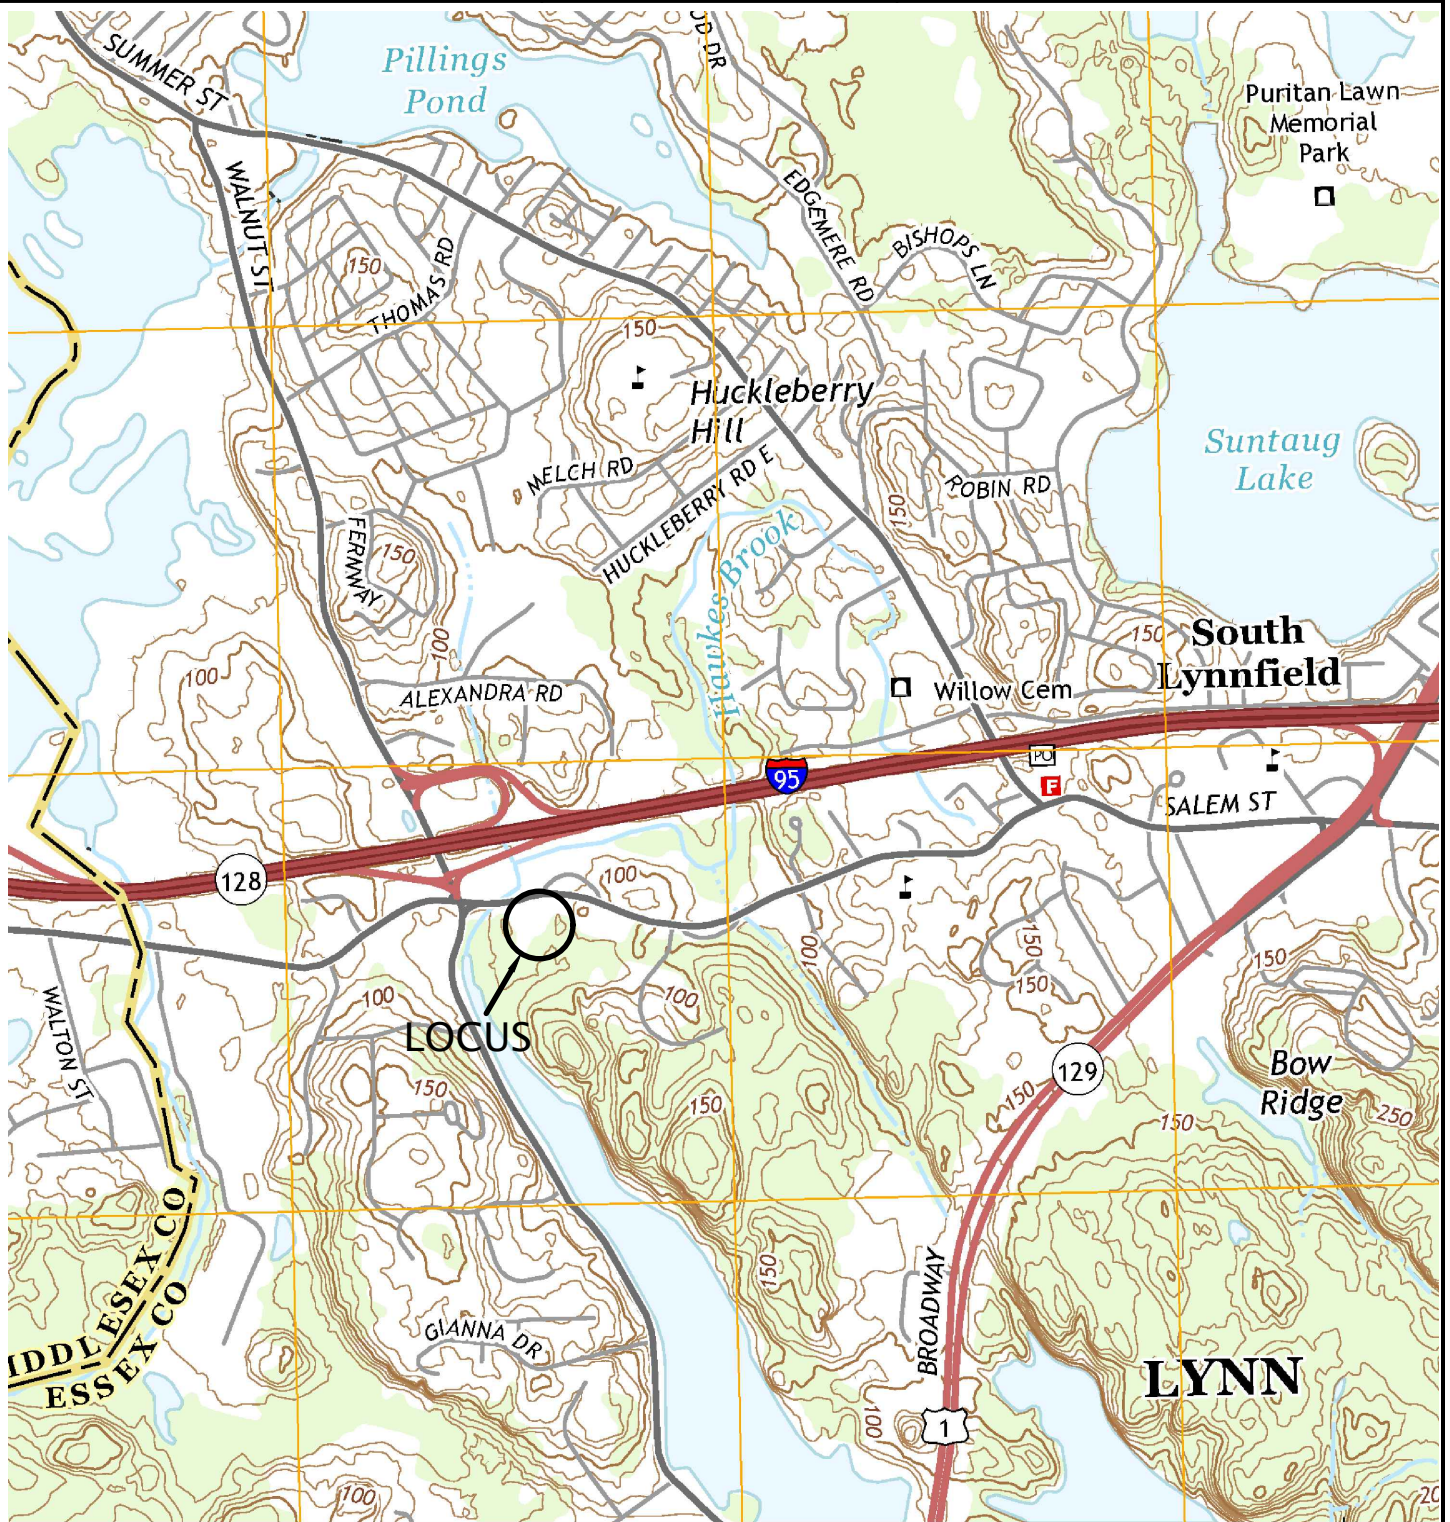 SUMMER ST
Pillings
Pond
OD DR
Puritan Lawn
Memorial
Park
WALNUT ST
EDGEMERE RD
BISHOPS LN
150
THOMAS RD
150
Huckleberry
Hill
Suntaug
Lake
MELCH RD
HUCKLEBERRY RD E
ROBIN RD
150
Hawkes Brook
FERNWAY
150
100
150
South
Lynnfield
100
ALEXANDRA RD
Willow Cem
PO
95
F
SALEM ST
128
100
100
150
150
150
WALTON ST
100
100
LOCUS
129
Bow
Ridge
150
150
150
150
250
MIDDLESEX CO
ESSEX CO
150
BROADWAY
GIANNA DR
LYNN
100
1
100
20